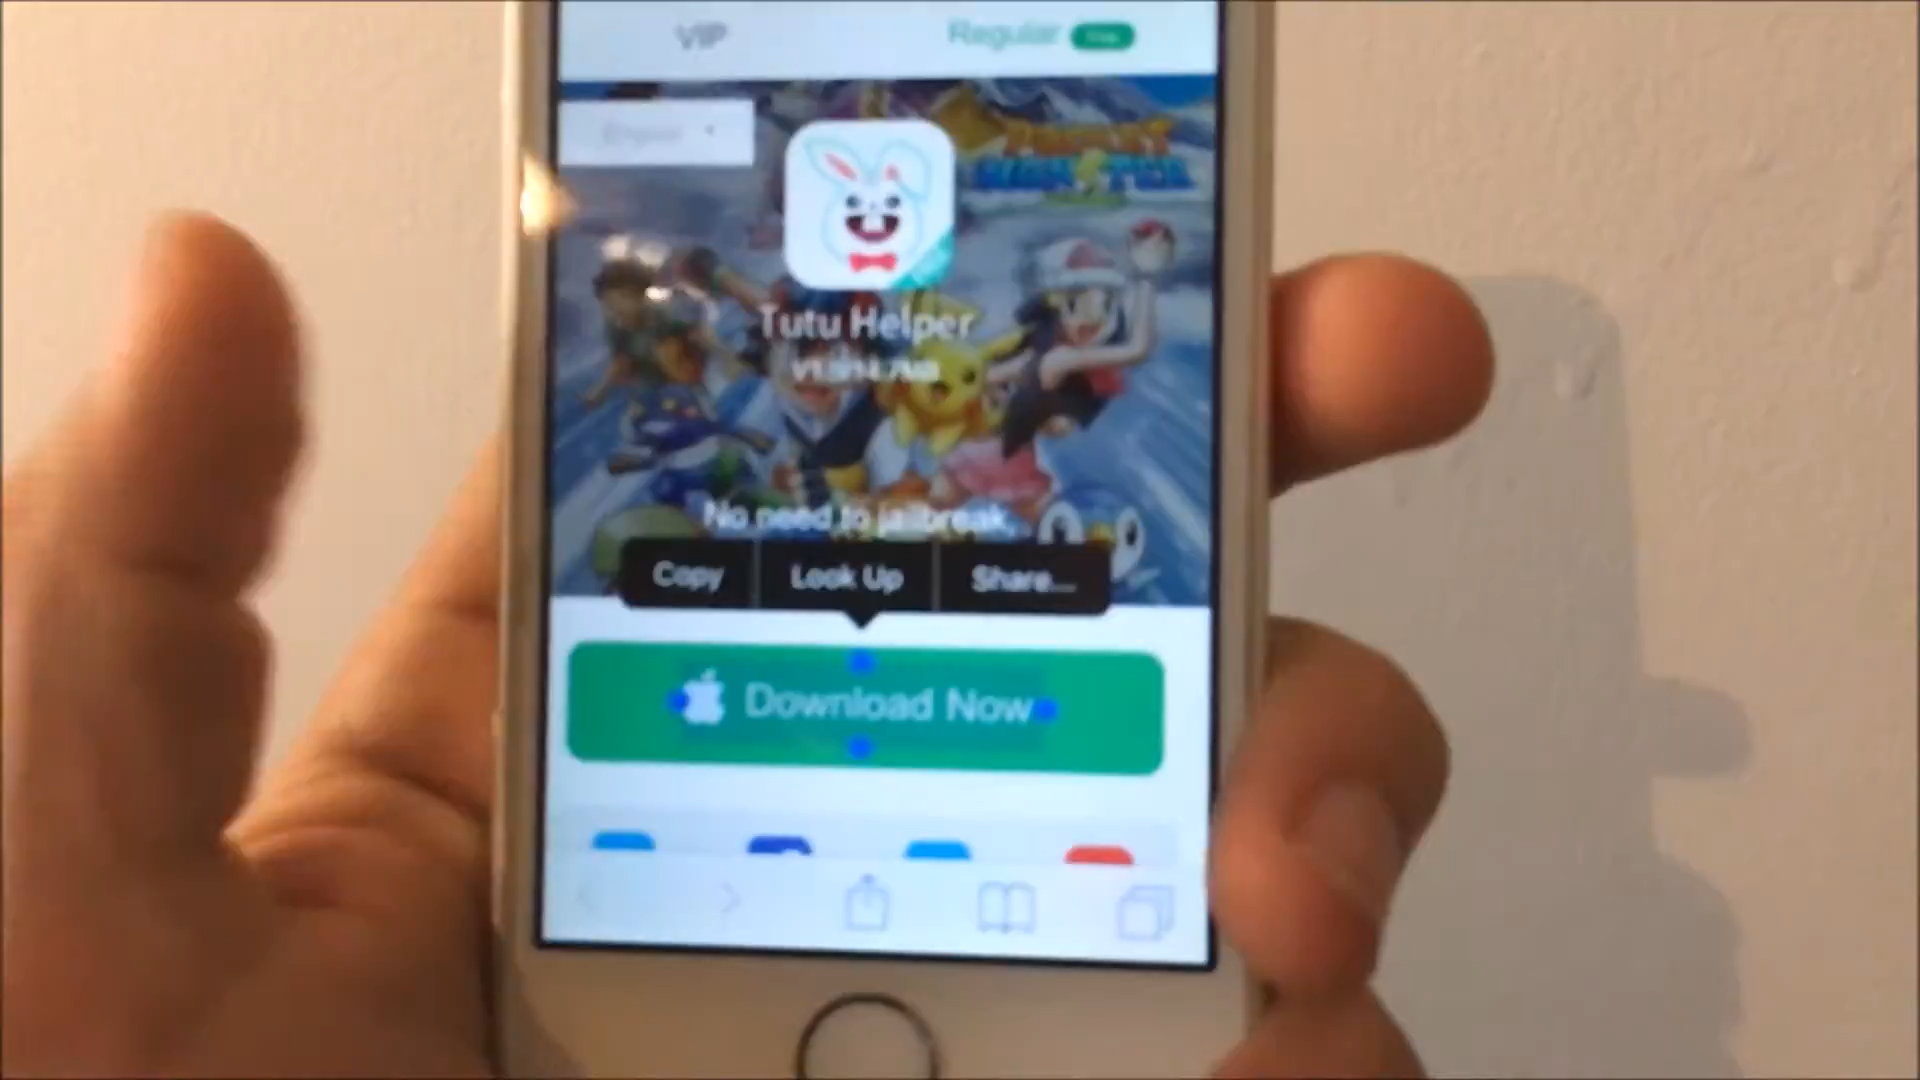 VIP
Regular
Tutu Helper
No need to jailbreak,
Copy
Look Up
Share...
Download Now